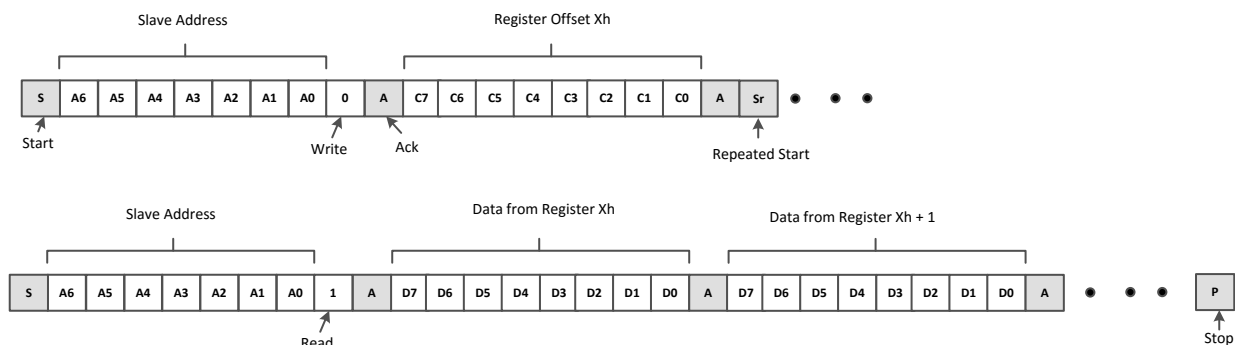 Slave Address Register Offset Xh
S A6 A5 A4 A3 A2 A1 A0 0 A C7 C6 C5 C4 C3 C2 C1 C0 A Sr
Start Write Ack Repeated Start
Slave Address Data from Register Xh Data from Register Xh + 1
S A6 A5 A4 A3 A2 A1 A0 1 A D7 D6 D5 D4 D3 D2 D1 D0 A D7 D6 D5 D4 D3 D2 D1 D0 A P
Read Stop